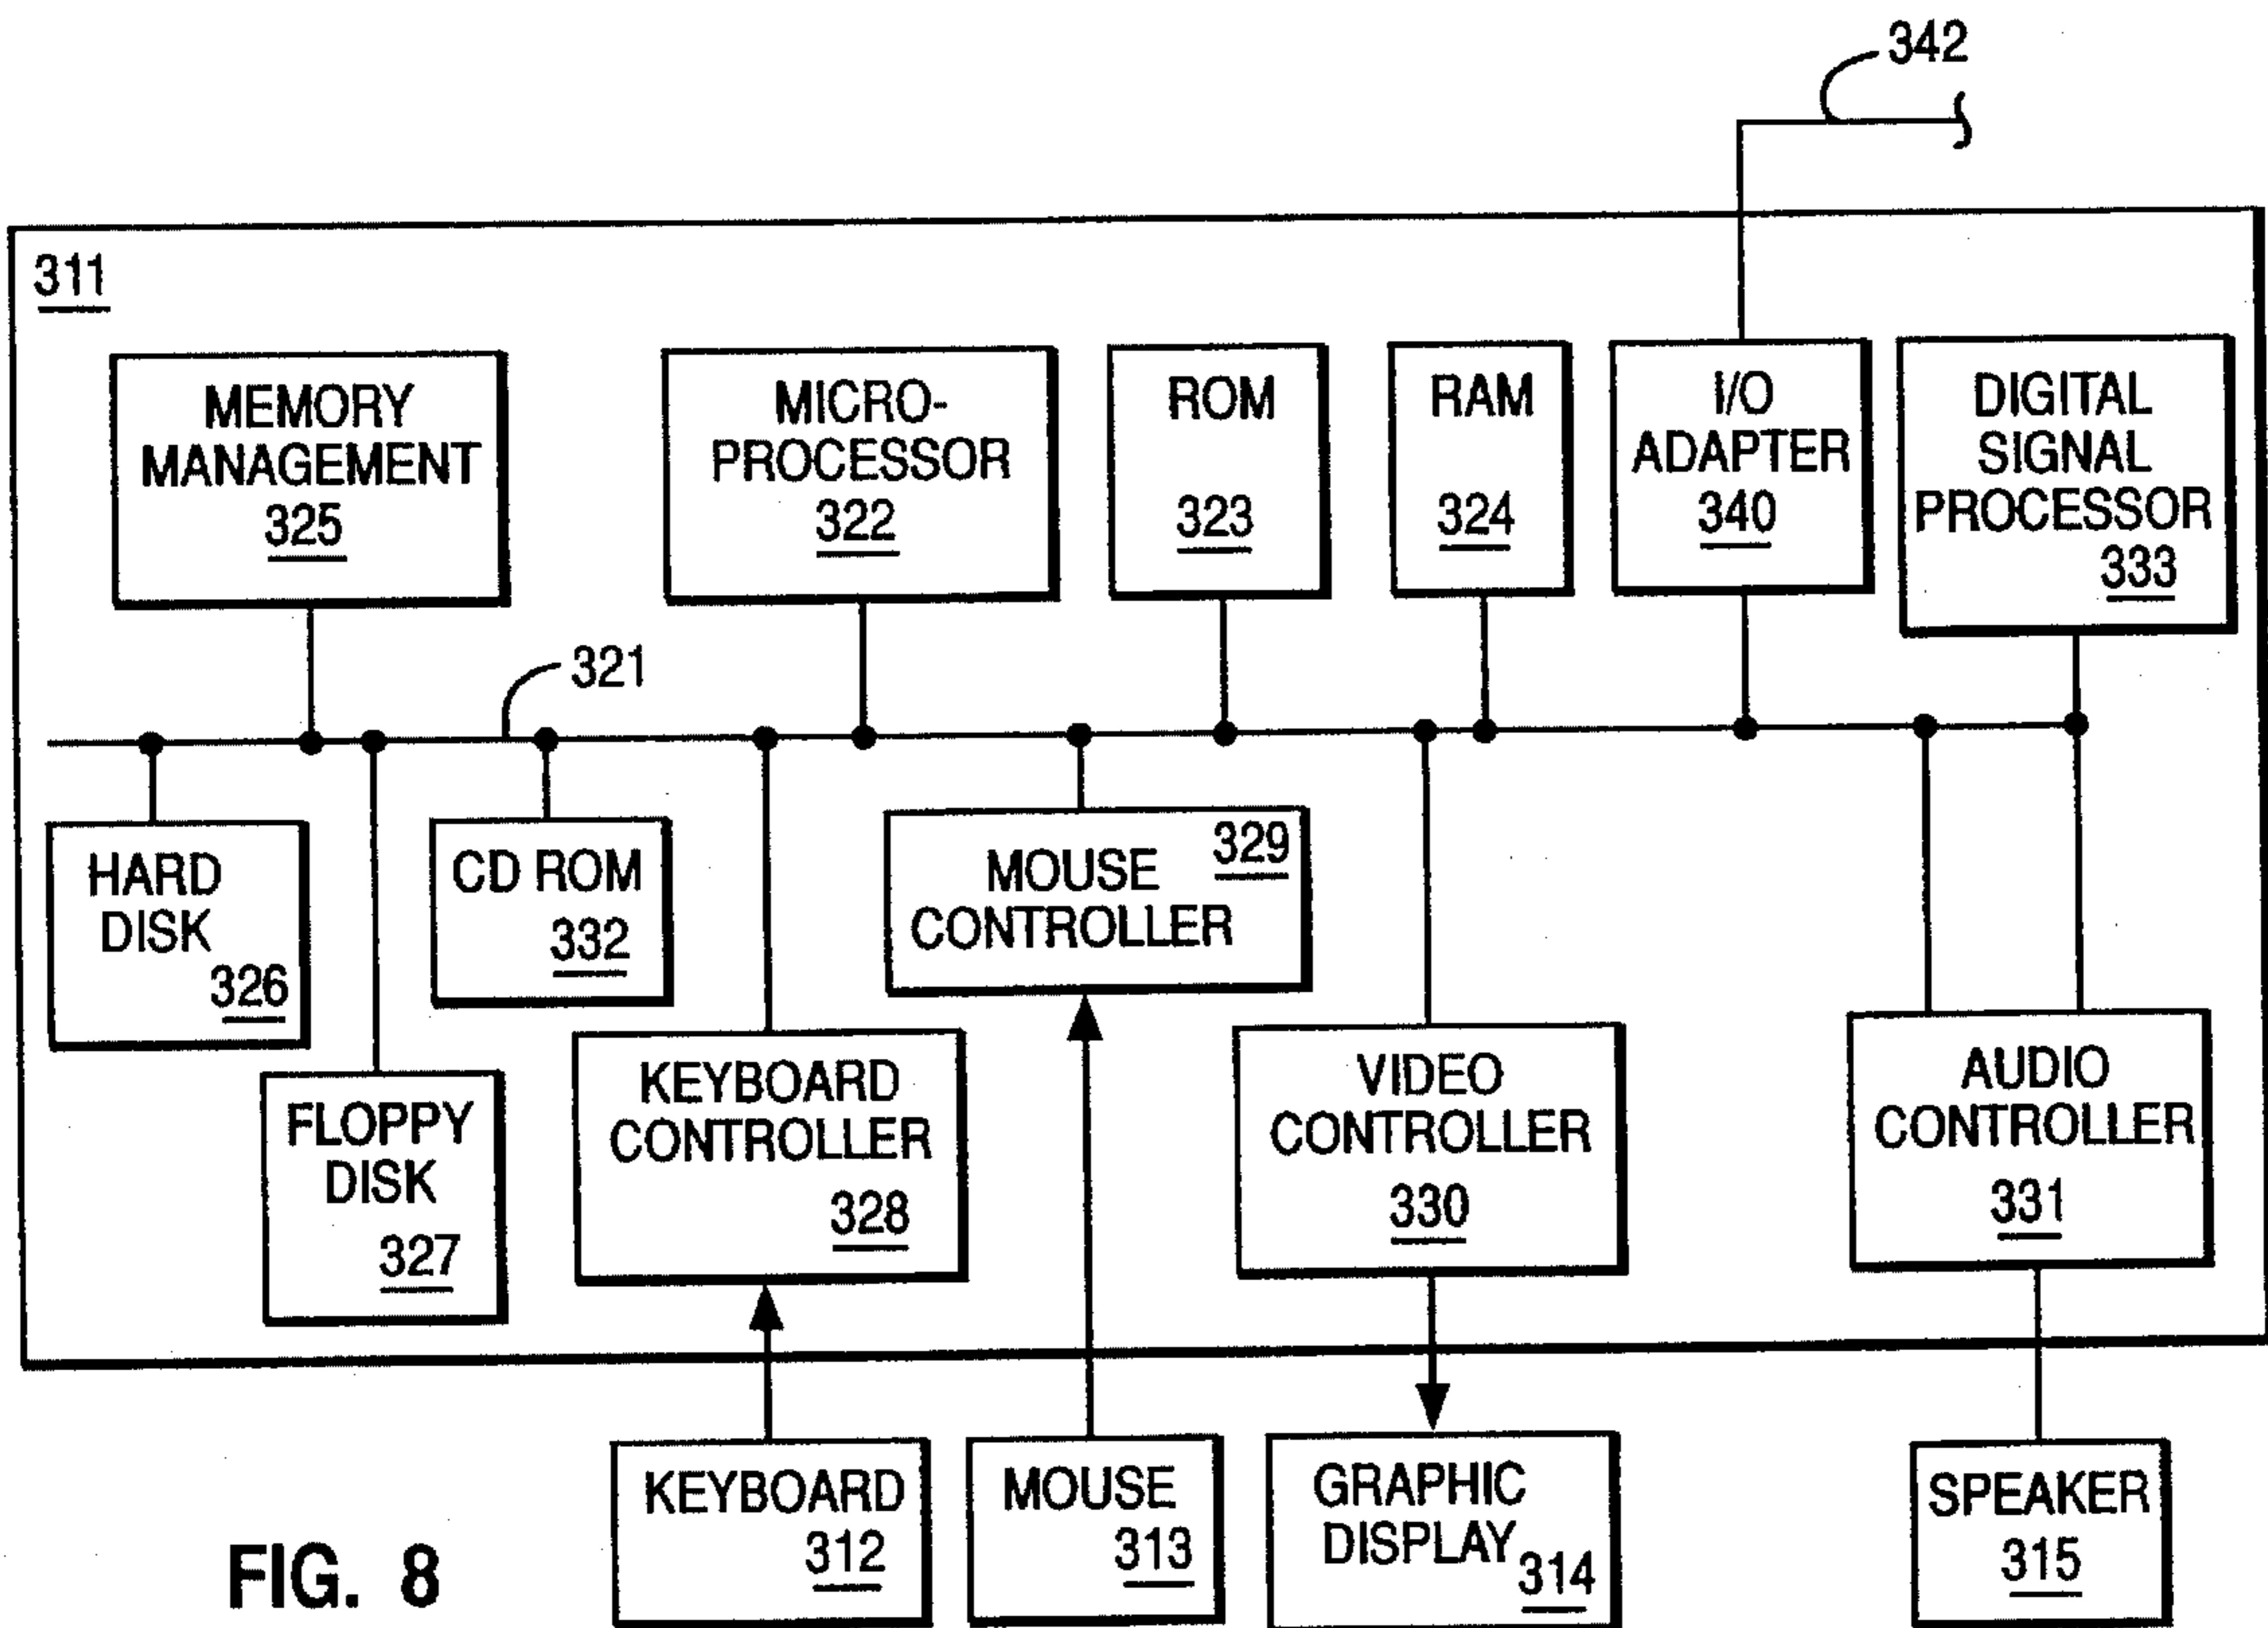 342
311
MEMORY
MANAGEMENT
325
MICRO-
PROCESSOR
322
ROM
323
RAM
324
I/O
ADAPTER
340
DIGITAL
SIGNAL
PROCESSOR
333
321
HARD
DISK
326
FLOPPY
DISK
327
CD ROM
332
KEYBOARD
CONTROLLER
328
329
MOUSE
CONTROLLER
VIDEO
CONTROLLER
330
AUDIO
CONTROLLER
331
KEYBOARD
312
MOUSE
313
GRAPHIC
DISPLAY
314
SPEAKER
315
FIG. 8